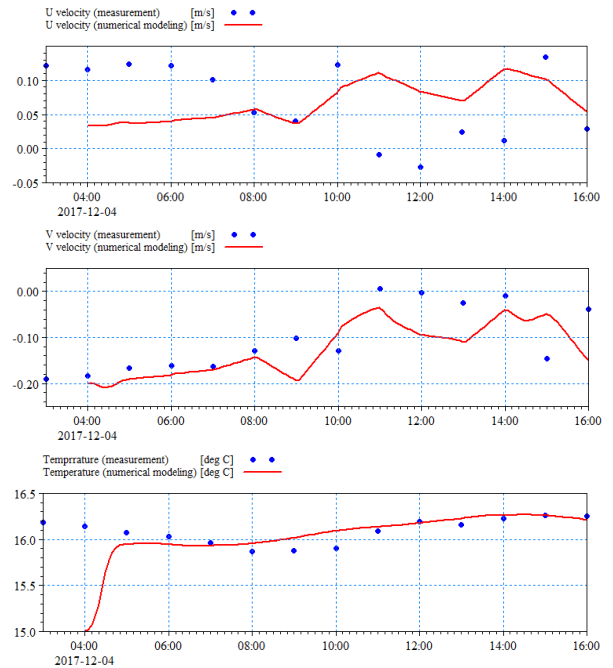 U velocity (measurement) [m/s]
U velocity (numerical modeling) [m/s]
0.10
0.05
0.00
-0.05
04:00 06:00 08:00 10:00 12:00 14:00 16:00
2017-12-04
V velocity (measurement) [m/s]
V velocity (numerical modeling) [m/s]
0.00
-0.10
-0.20
04:00 06:00 08:00 10:00 12:00 14:00 16:00
2017-12-04
Temprrature (measurement) [deg C]
Temperature (numerical modeling) [deg C]
16.5
16.0
15.5
15.0
04:00 06:00 08:00 10:00 12:00 14:00 16:00
2017-12-04